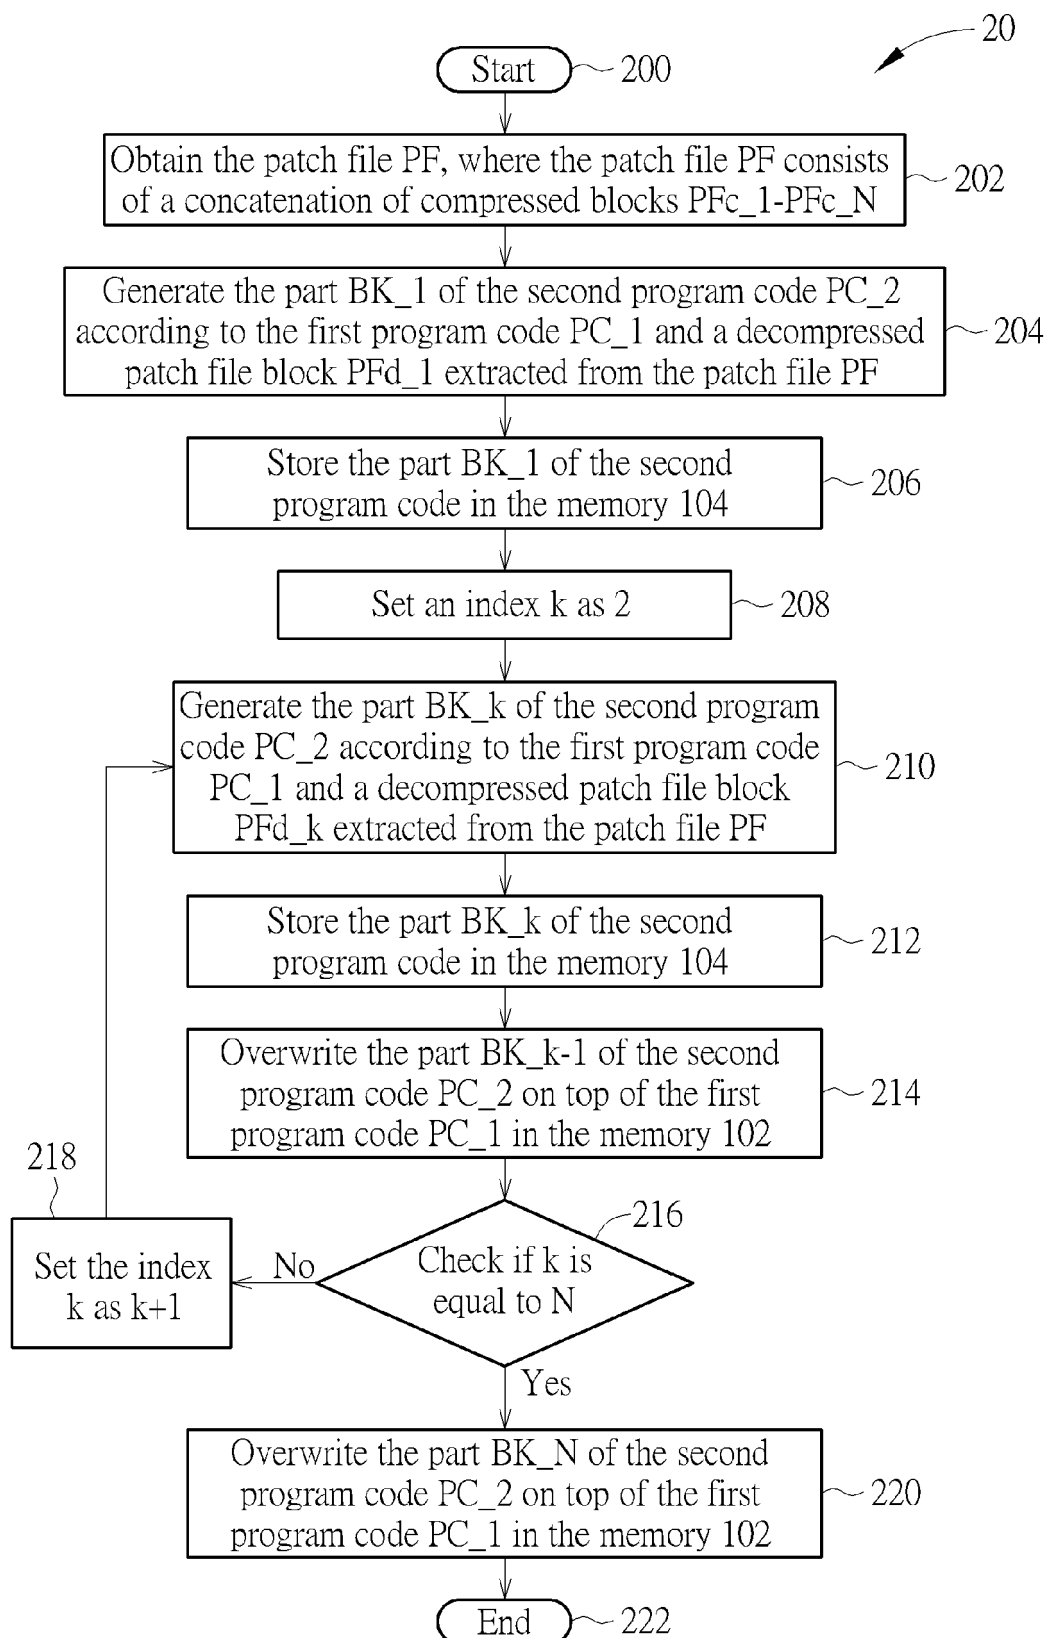 20
Start
200
Obtain the patch file PF, where the patch file PF consists
of a concatenation of compressed blocks PFc_1-PFc_N
202
Generate the part BK_1 of the second program code PC_2
according to the first program code PC_1 and a decompressed
patch file block PFd_1 extracted from the patch file PF
204
Store the part BK_1 of the second
program code in the memory 104
206
Set an index k as 2
208
Generate the part BK_k of the second program
code PC_2 according to the first program code
PC_1 and a decompressed patch file block
PFd_k extracted from the patch file PF
210
Store the part BK_k of the second
program code in the memory 104
212
Overwrite the part BK_k-1 of the second
program code PC_2 on top of the first
program code PC_1 in the memory 102
214
218
Set the index
k as k+1
No
216
Check if k is
equal to N
Yes
Overwrite the part BK_N of the second
program code PC_2 on top of the first
program code PC_1 in the memory 102
220
End
222